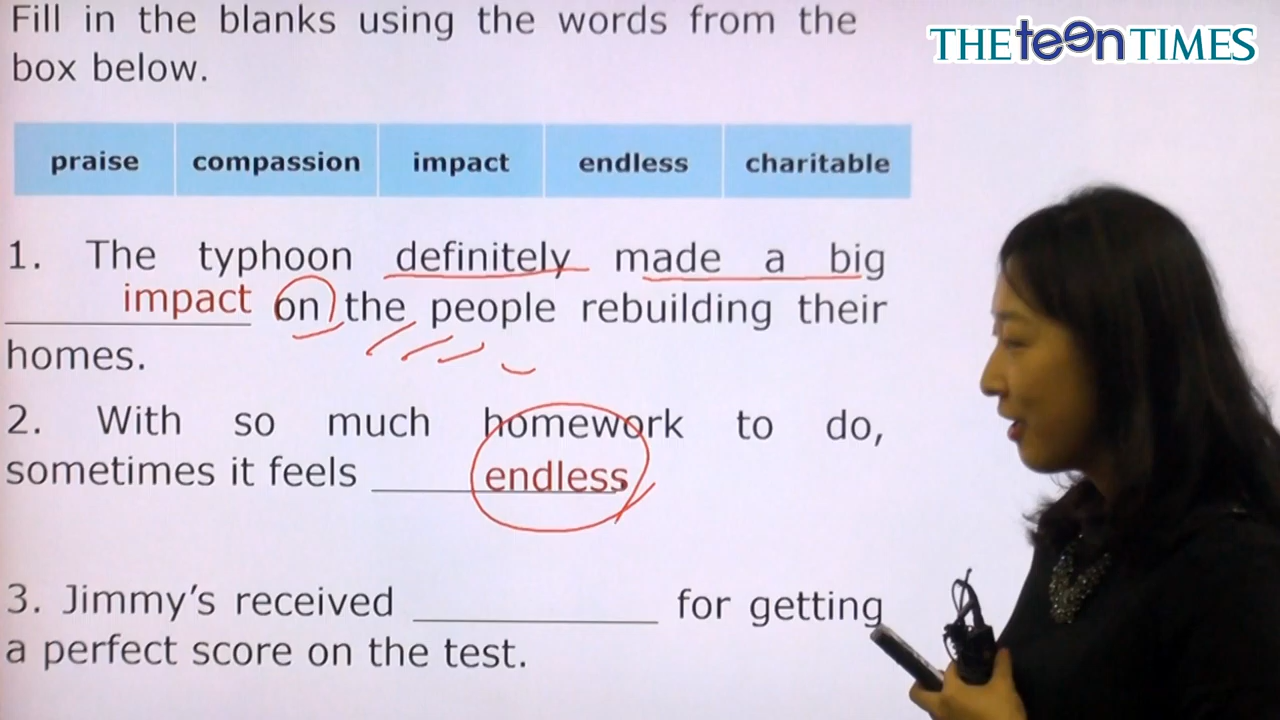 Fill in the blanks using the words from the
THE teen TIMES
box below.
praise compassion impact endless charitable
1. The typhoon definitely made a big
impact on the people rebuilding their
homes.
2. With so much homework to do,
sometimes it feels endless
3. Jimmy's received ________ for getting
a perfect score on the test.